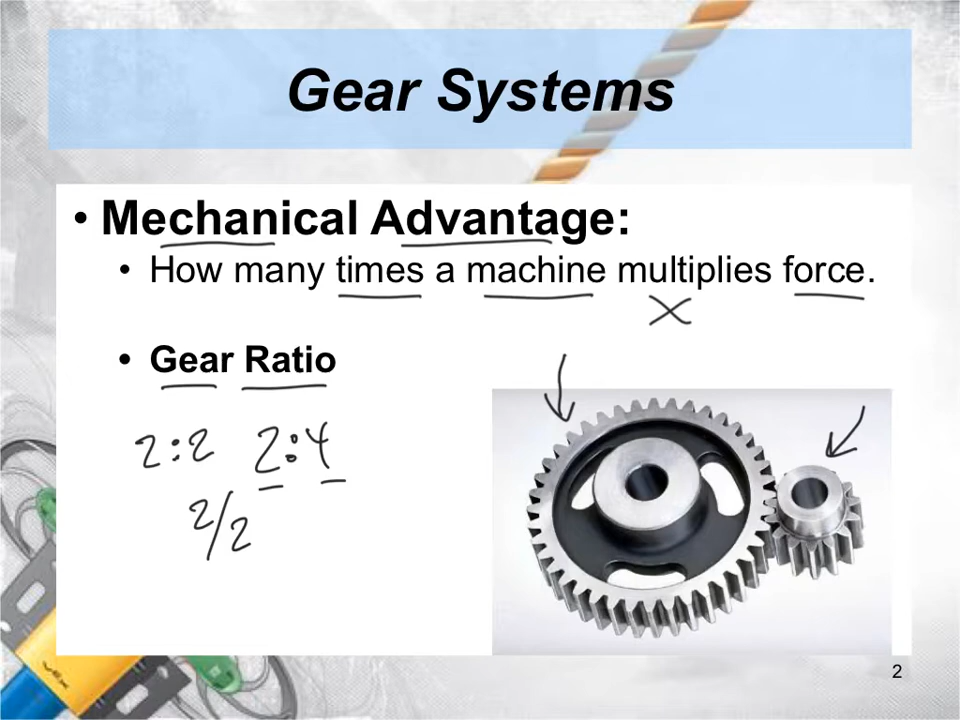 Gear Systems
• Mechanical Advantage:
• How many times a machine multiplies force.
• Gear Ratio
2:2 2:4
2/2
2